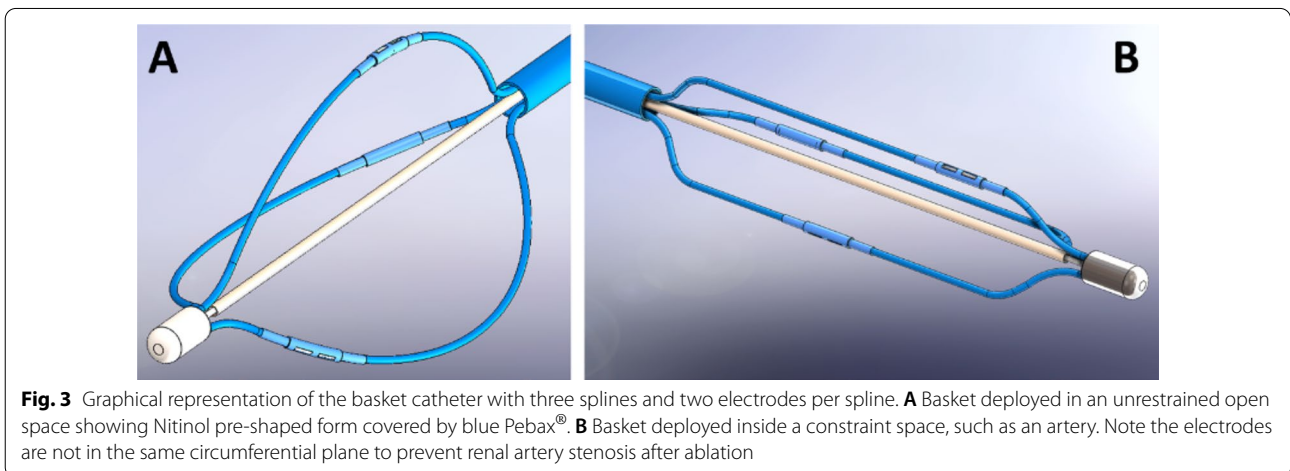 A
B
Fig. 3 Graphical representation of the basket catheter with three splines and two electrodes per spline. A Basket deployed in an unrestrained open
space showing Nitinol pre-shaped form covered by blue Pebax®. B Basket deployed inside a constraint space, such as an artery. Note the electrodes
are not in the same circumferential plane to prevent renal artery stenosis after ablation